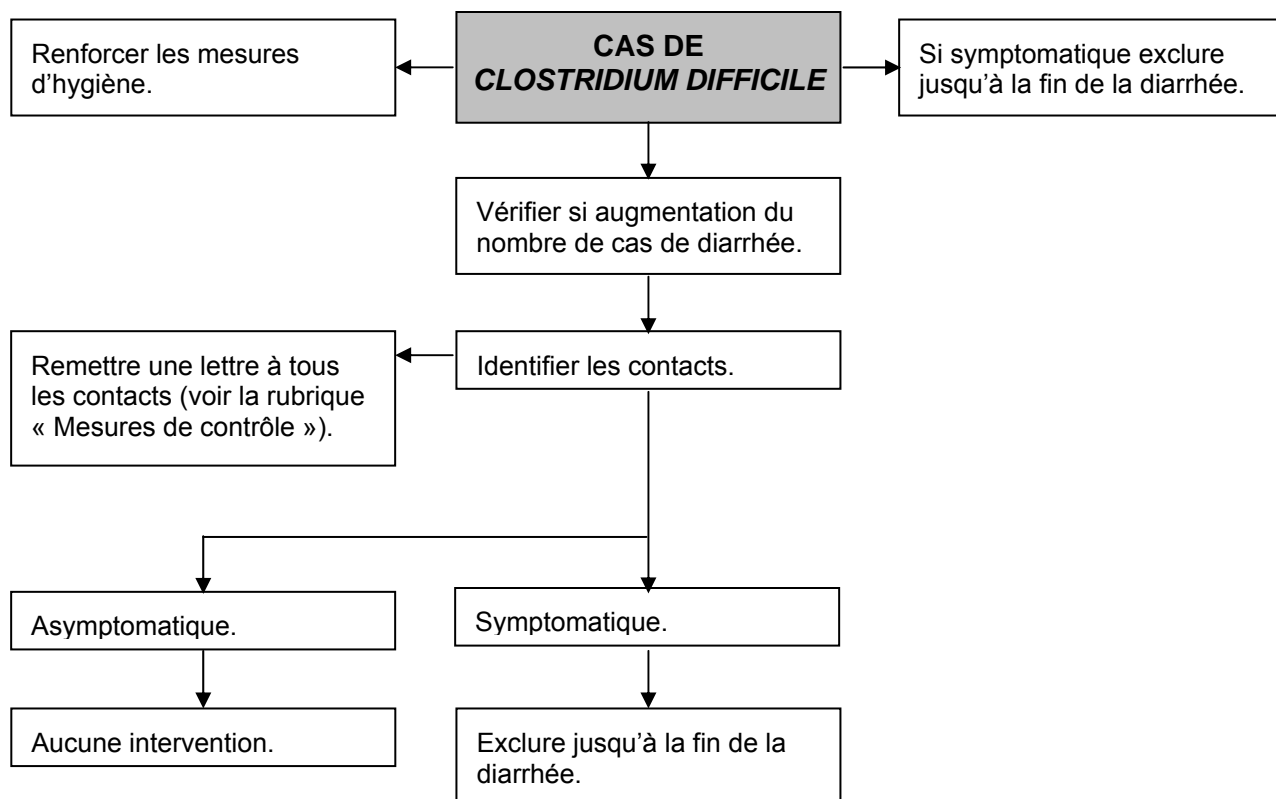 Renforcer les mesures
d’hygiène.
CAS DE
CLOSTRIDIUM DIFFICILE
Si symptomatique exclure
jusqu’à la fin de la diarrhée.
Vérifier si augmentation du
nombre de cas de diarrhée.
Remettre une lettre à tous
les contacts (voir la rubrique
« Mesures de contrôle »).
Identifier les contacts.
Asymptomatique.
Symptomatique.
Aucune intervention.
Exclure jusqu’à la fin de la
diarrhée.